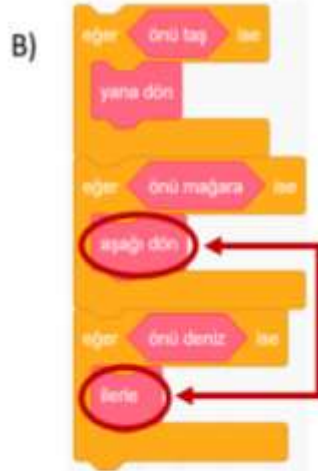 B)
eğer önü taş ise
yana dön
eğer önü mağara ise
aşağı dön
eğer önü deniz ise
ilerle